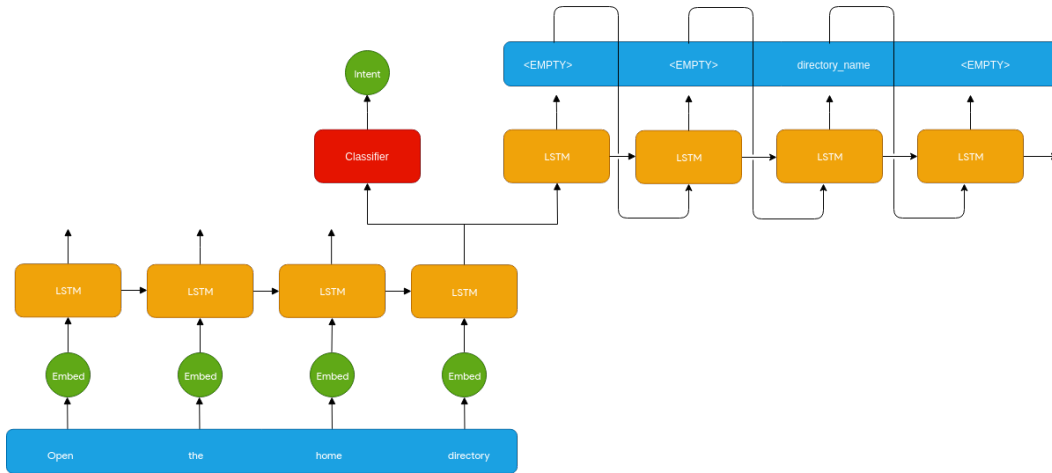 <EMPTY> <EMPTY> directory_name <EMPTY>
Intent
Classifier LSTM LSTM LSTM LSTM
LSTM LSTM LSTM LSTM
Embed Embed Embed Embed
Open the home directory